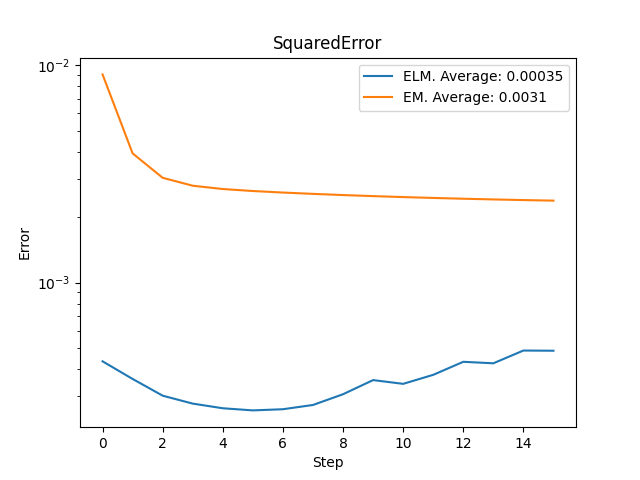 SquaredError
ELM. Average: 0.00035
EM. Average: 0.0031
10⁻²
10⁻³
Error
0 2 4 6 8 10 12 14
Step